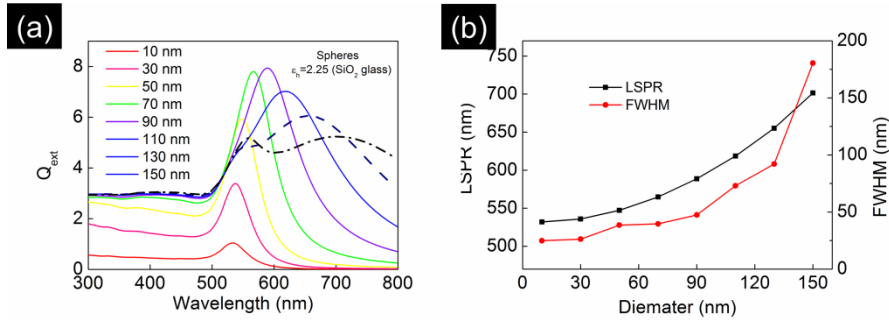 (a)
10 nm
30 nm
50 nm
70 nm
90 nm
110 nm
130 nm
150 nm
Spheres
εh=2.25 (SiO2 glass)
Qext
8
6
4
2
0
300 400 500 600 700 800
Wavelength (nm)
(b)
LSPR
FWHM
LSPR (nm)
750
700
650
600
550
500
0 30 60 90 120 150
Diemater (nm)
200
150
100
50
0
FWHM (nm)